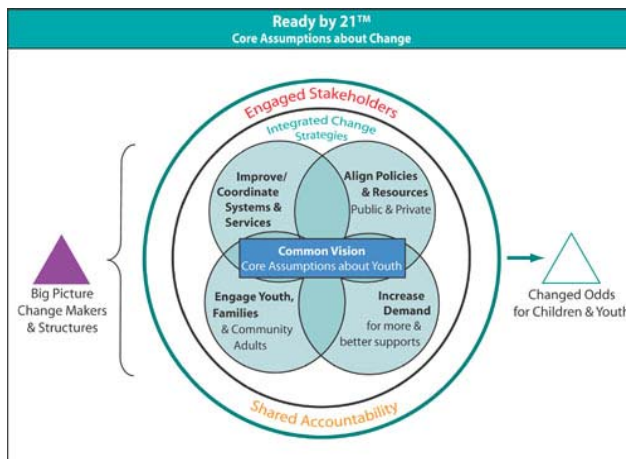 Ready by 21™
Core Assumptions about Change
Engaged Stakeholders
Integrated Change
Strategies
Improve/
Coordinate
Systems &
Services
Align Policies
& Resources
Public & Private
Common Vision
Core Assumptions about Youth
Engage Youth,
Families
& Community
Adults
Increase
Demand
for more &
better supports
Shared Accountability
Big Picture
Change Makers
& Structures
Changed Odds
for Children & Youth